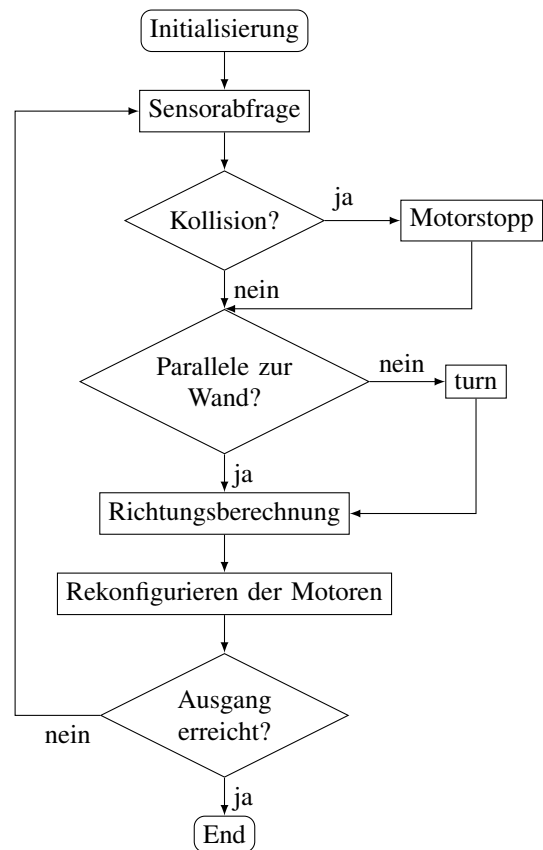 Initialisierung
Sensorabfrage
Kollision?
ja
Motorstopp
nein
Parallele zur
Wand?
nein
turn
ja
Richtungsberechnung
Rekonfigurieren der Motoren
Ausgang
erreicht?
nein
ja
End